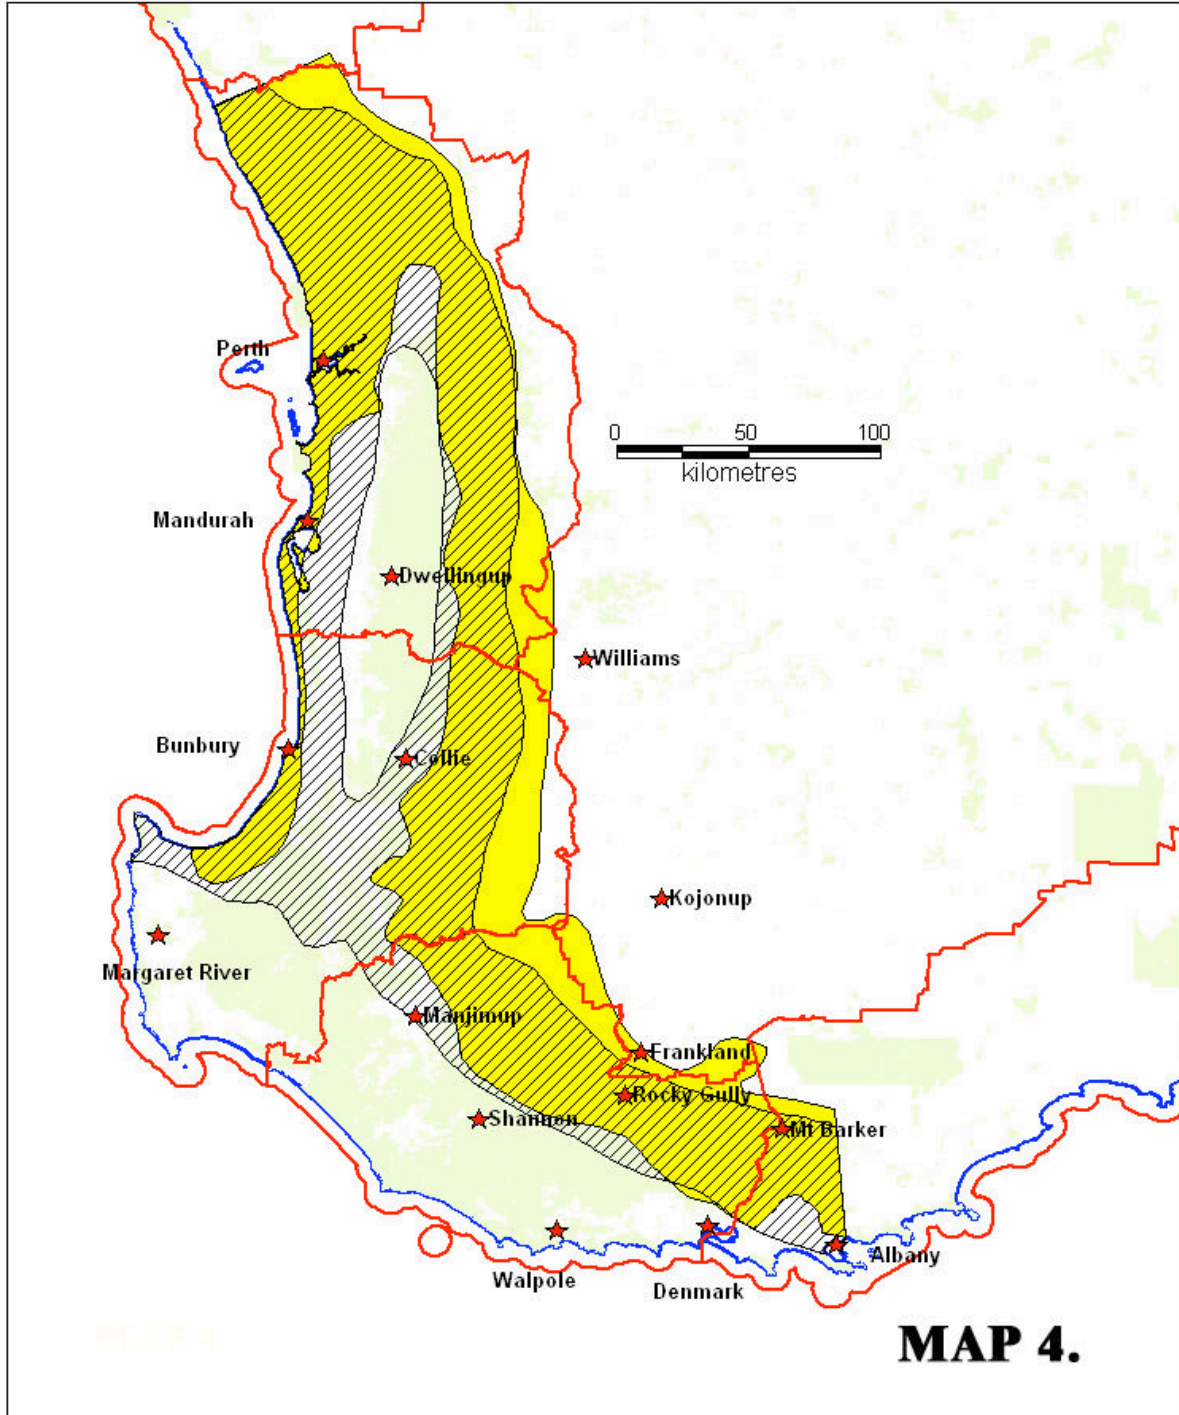 Perth
0 50 100
kilometres
Mandurah
Dwellingup
Williams
Bunbury
Collie
Kojonup
Margaret River
Manjimup
Frankland
Rocky Gully
Shannon
Mt Barker
Albany
Walpole
Denmark
MAP 4.